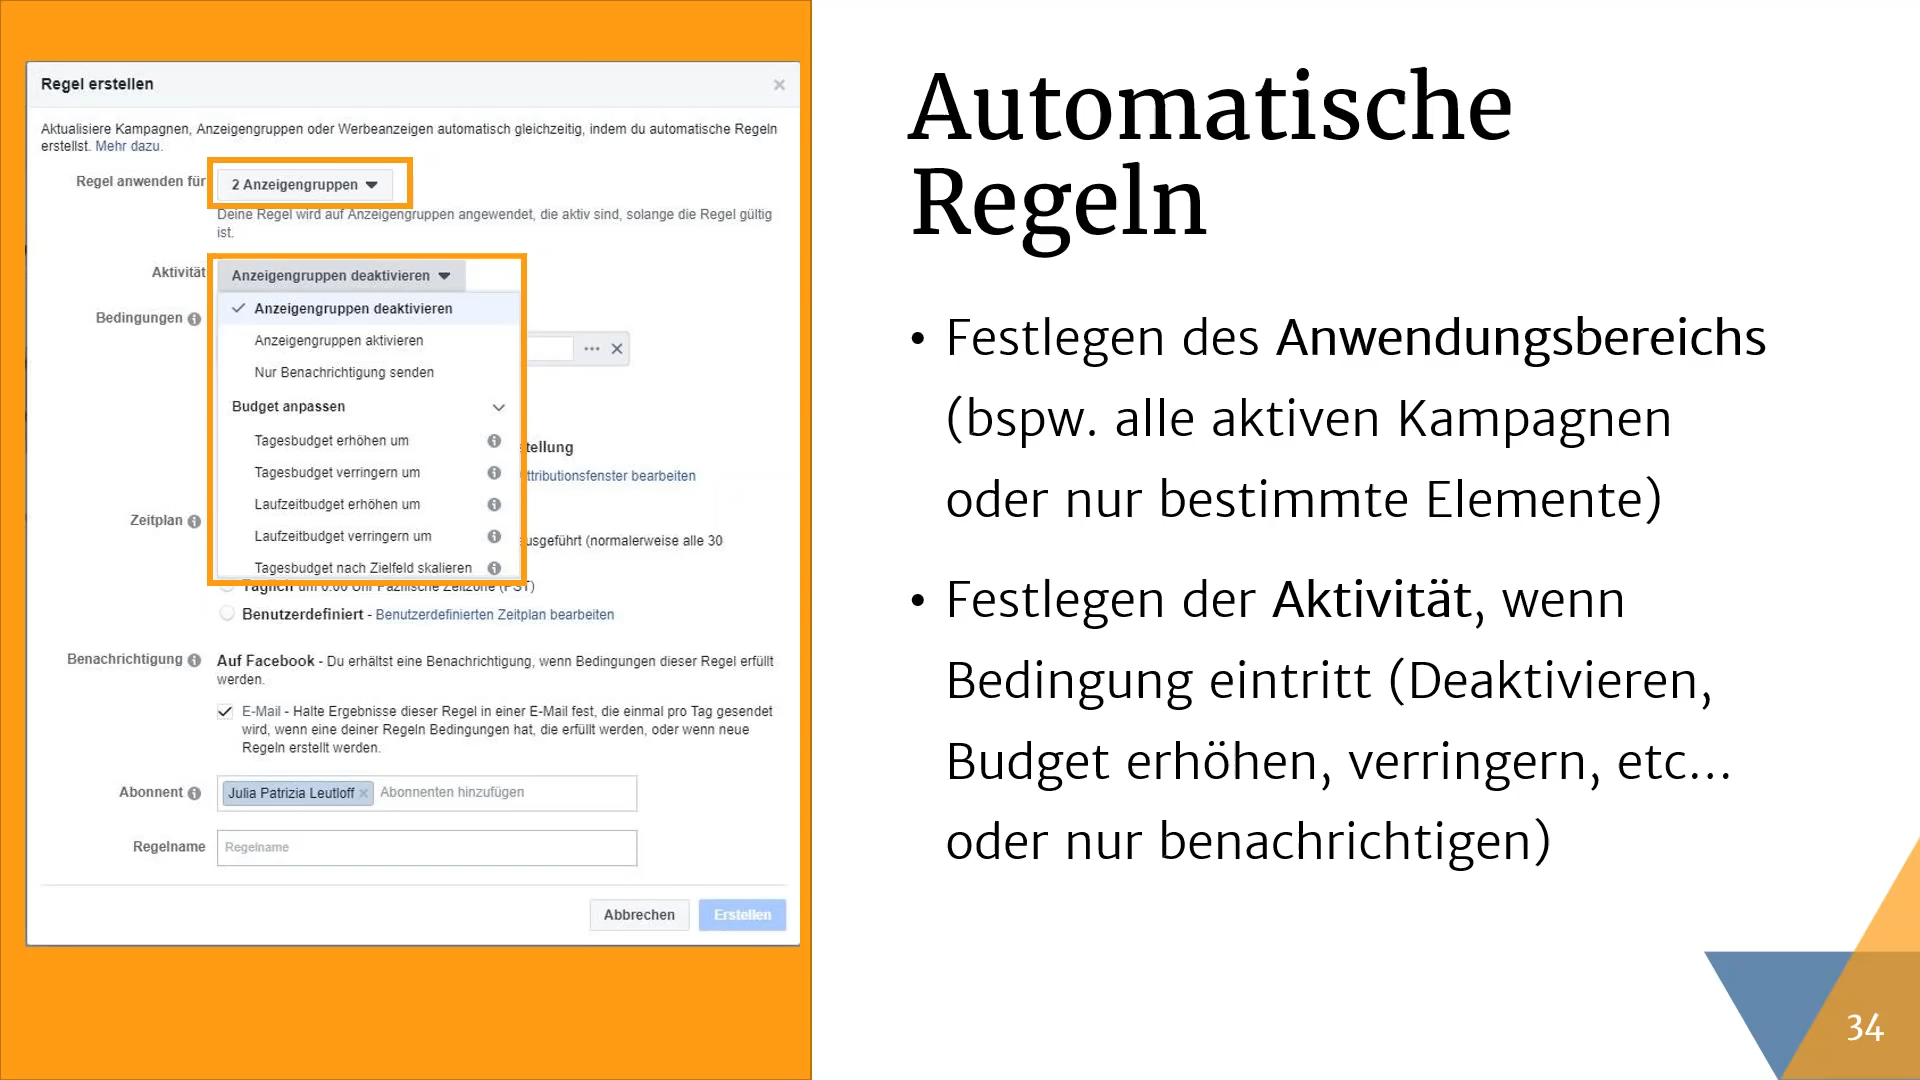 Regel erstellen
Aktualisiere Kampagnen, Anzeigengruppen oder Werbeanzeigen automatisch gleichzeitig, indem du automatische Regeln
erstellst. Mehr dazu.
Regel anwenden für
2 Anzeigengruppen
Deine Regel wird auf Anzeigengruppen angewendet, die aktiv sind, solange die Regel gültig
ist.
Aktivität
Anzeigengruppen deaktivieren
Bedingungen
Anzeigengruppen deaktivieren
Anzeigengruppen aktivieren
Nur Benachrichtigung senden
Budget anpassen
Tagesbudget erhöhen um
tellung
Tagesbudget verringern um
ttributionsfenster bearbeiten
Laufzeitbudget erhöhen um
Zeitplan
Laufzeitbudget verringern um
usgeführt (normalerweise alle 30
Tagesbudget nach Zielfeld skalieren
Täglich um 0:00 Uhr Pazifische Zeitzone (PST)
Benutzerdefiniert - Benutzerdefinierten Zeitplan bearbeiten
Benachrichtigung
Auf Facebook - Du erhältst eine Benachrichtigung, wenn Bedingungen dieser Regel erfüllt
werden.
E-Mail - Halte Ergebnisse dieser Regel in einer E-Mail fest, die einmal pro Tag gesendet
wird, wenn eine deiner Regeln Bedingungen hat, die erfüllt werden, oder wenn neue
Regeln erstellt werden.
Abonnent
Julia Patrizia Leutloff
Abonnenten hinzufügen
Regelname
Regelname
Abbrechen
Erstellen
Automatische
Regeln
• Festlegen des Anwendungsbereichs
(bspw. alle aktiven Kampagnen
oder nur bestimmte Elemente)
• Festlegen der Aktivität, wenn
Bedingung eintritt (Deaktivieren,
Budget erhöhen, verringern, etc...
oder nur benachrichtigen)
34